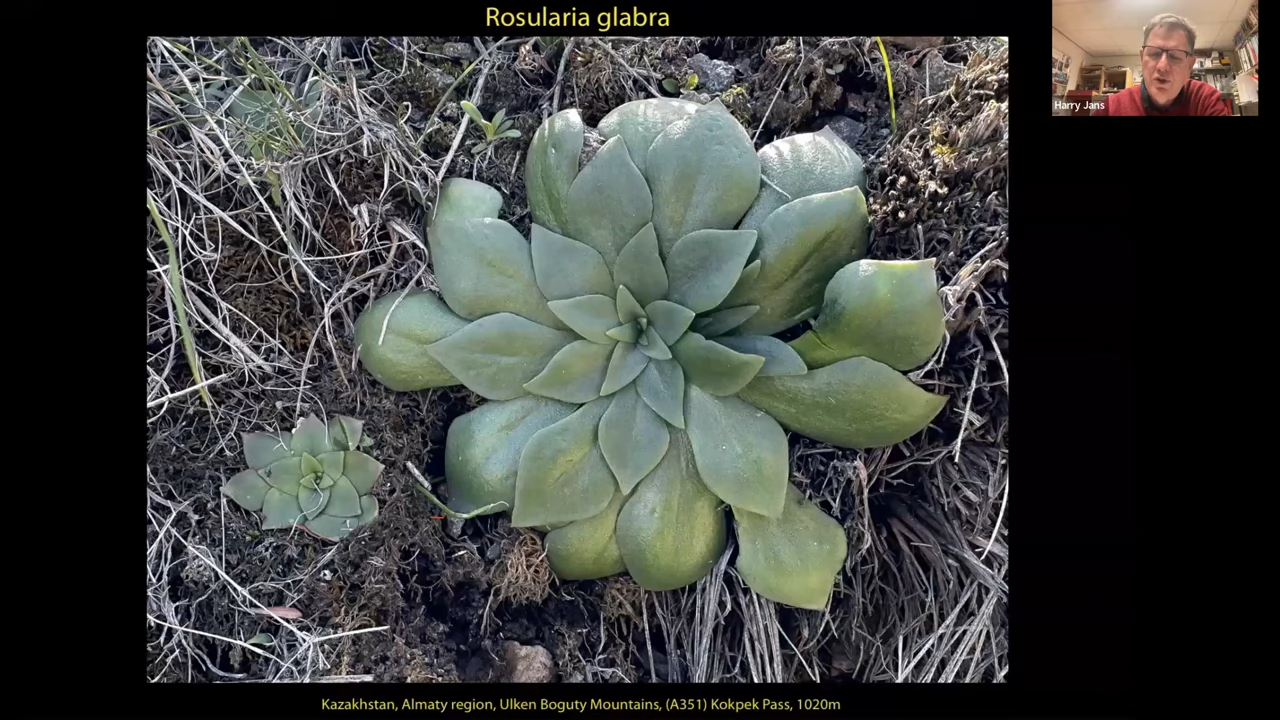 Rosularia glabra
Harry Jans
Kazakhstan, Almaty region, Ulken Boguty Mountains, (A351) Kokpek Pass, 1020m